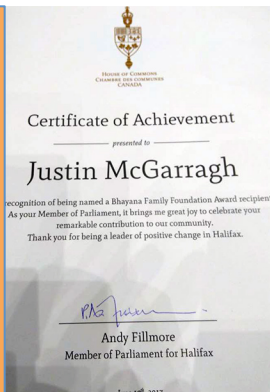 HOUSE OF COMMONS
CHAMBRE DES COMMUNES
CANADA
Certificate of Achievement
presented to
Justin McGarragh
recognition of being named a Bhayana Family Foundation Award recipient
As your Member of Parliament, it brings me great joy to celebrate your
remarkable contribution to our community.
Thank you for being a leader of positive change in Halifax.
Andy Fillmore
Member of Parliament for Halifax